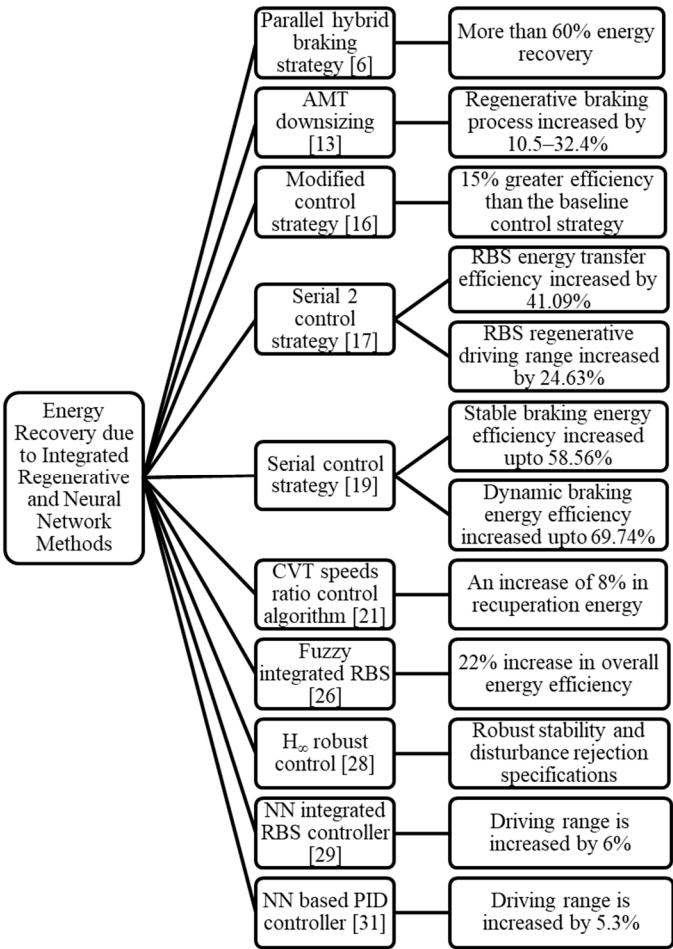 Energy
Recovery due
to Integrated
Regenerative
and Neural
Network
Methods
Parallel hybrid
braking
strategy [6]
More than 60% energy
recovery
AMT
downsizing
[13]
Regenerative braking
process increased by
10.5–32.4%
Modified
control
strategy [16]
15% greater efficiency
than the baseline
control strategy
Serial 2
control
strategy [17]
RBS energy transfer
efficiency increased by
41.09%
RBS regenerative
driving range increased
by 24.63%
Serial control
strategy [19]
Stable braking energy
efficiency increased
upto 58.56%
Dynamic braking
energy efficiency
increased upto 69.74%
CVT speeds
ratio control
algorithm [21]
An increase of 8% in
recuperation energy
Fuzzy
integrated RBS
[26]
22% increase in overall
energy efficiency
H∞ robust
control [28]
Robust stability and
disturbance rejection
specifications
NN integrated
RBS controller
[29]
Driving range is
increased by 6%
NN based PID
controller [31]
Driving range is
increased by 5.3%